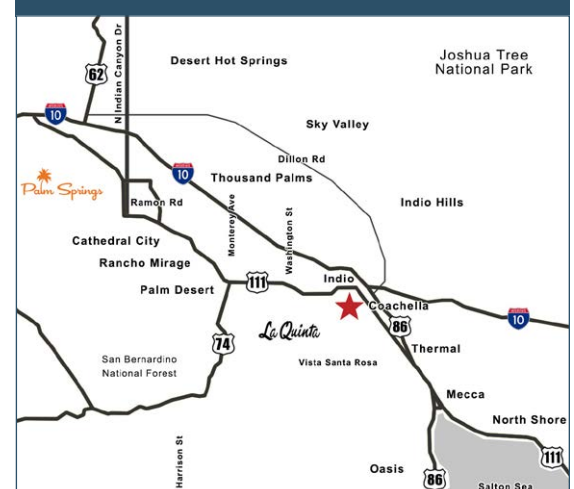 Joshua Tree
National Park
Desert Hot Springs
N Indian Canyon Dr
62
10
Sky Valley
Dillon Rd
10
Thousand Palms
Palm Springs
Ramon Rd
Indio Hills
Monterey Ave
Washington St
Cathedral City
Rancho Mirage
Indio
111
Palm Desert
Coachella
10
La Quinta
86
74
Thermal
San Bernardino
National Forest
Vista Santa Rosa
Mecca
North Shore
Harrison St
111
Oasis
86
Salton Sea